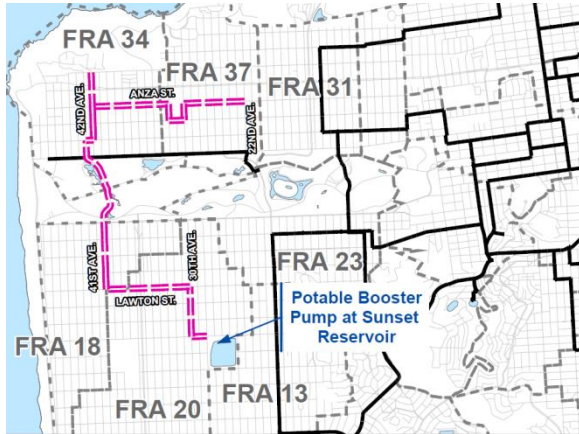 FRA 34
FRA 37
ANZA ST.
FRA 31
42ND AVE.
22ND AVE.
41ST AVE.
30TH AVE.
FRA 23
LAWTON ST.
Potable Booster
Pump at Sunset
Reservoir
FRA 18
FRA 20
FRA 13